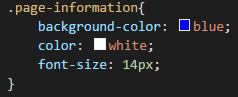 .page-information{
    background-color: blue;
    color: white;
    font-size: 14px;
}